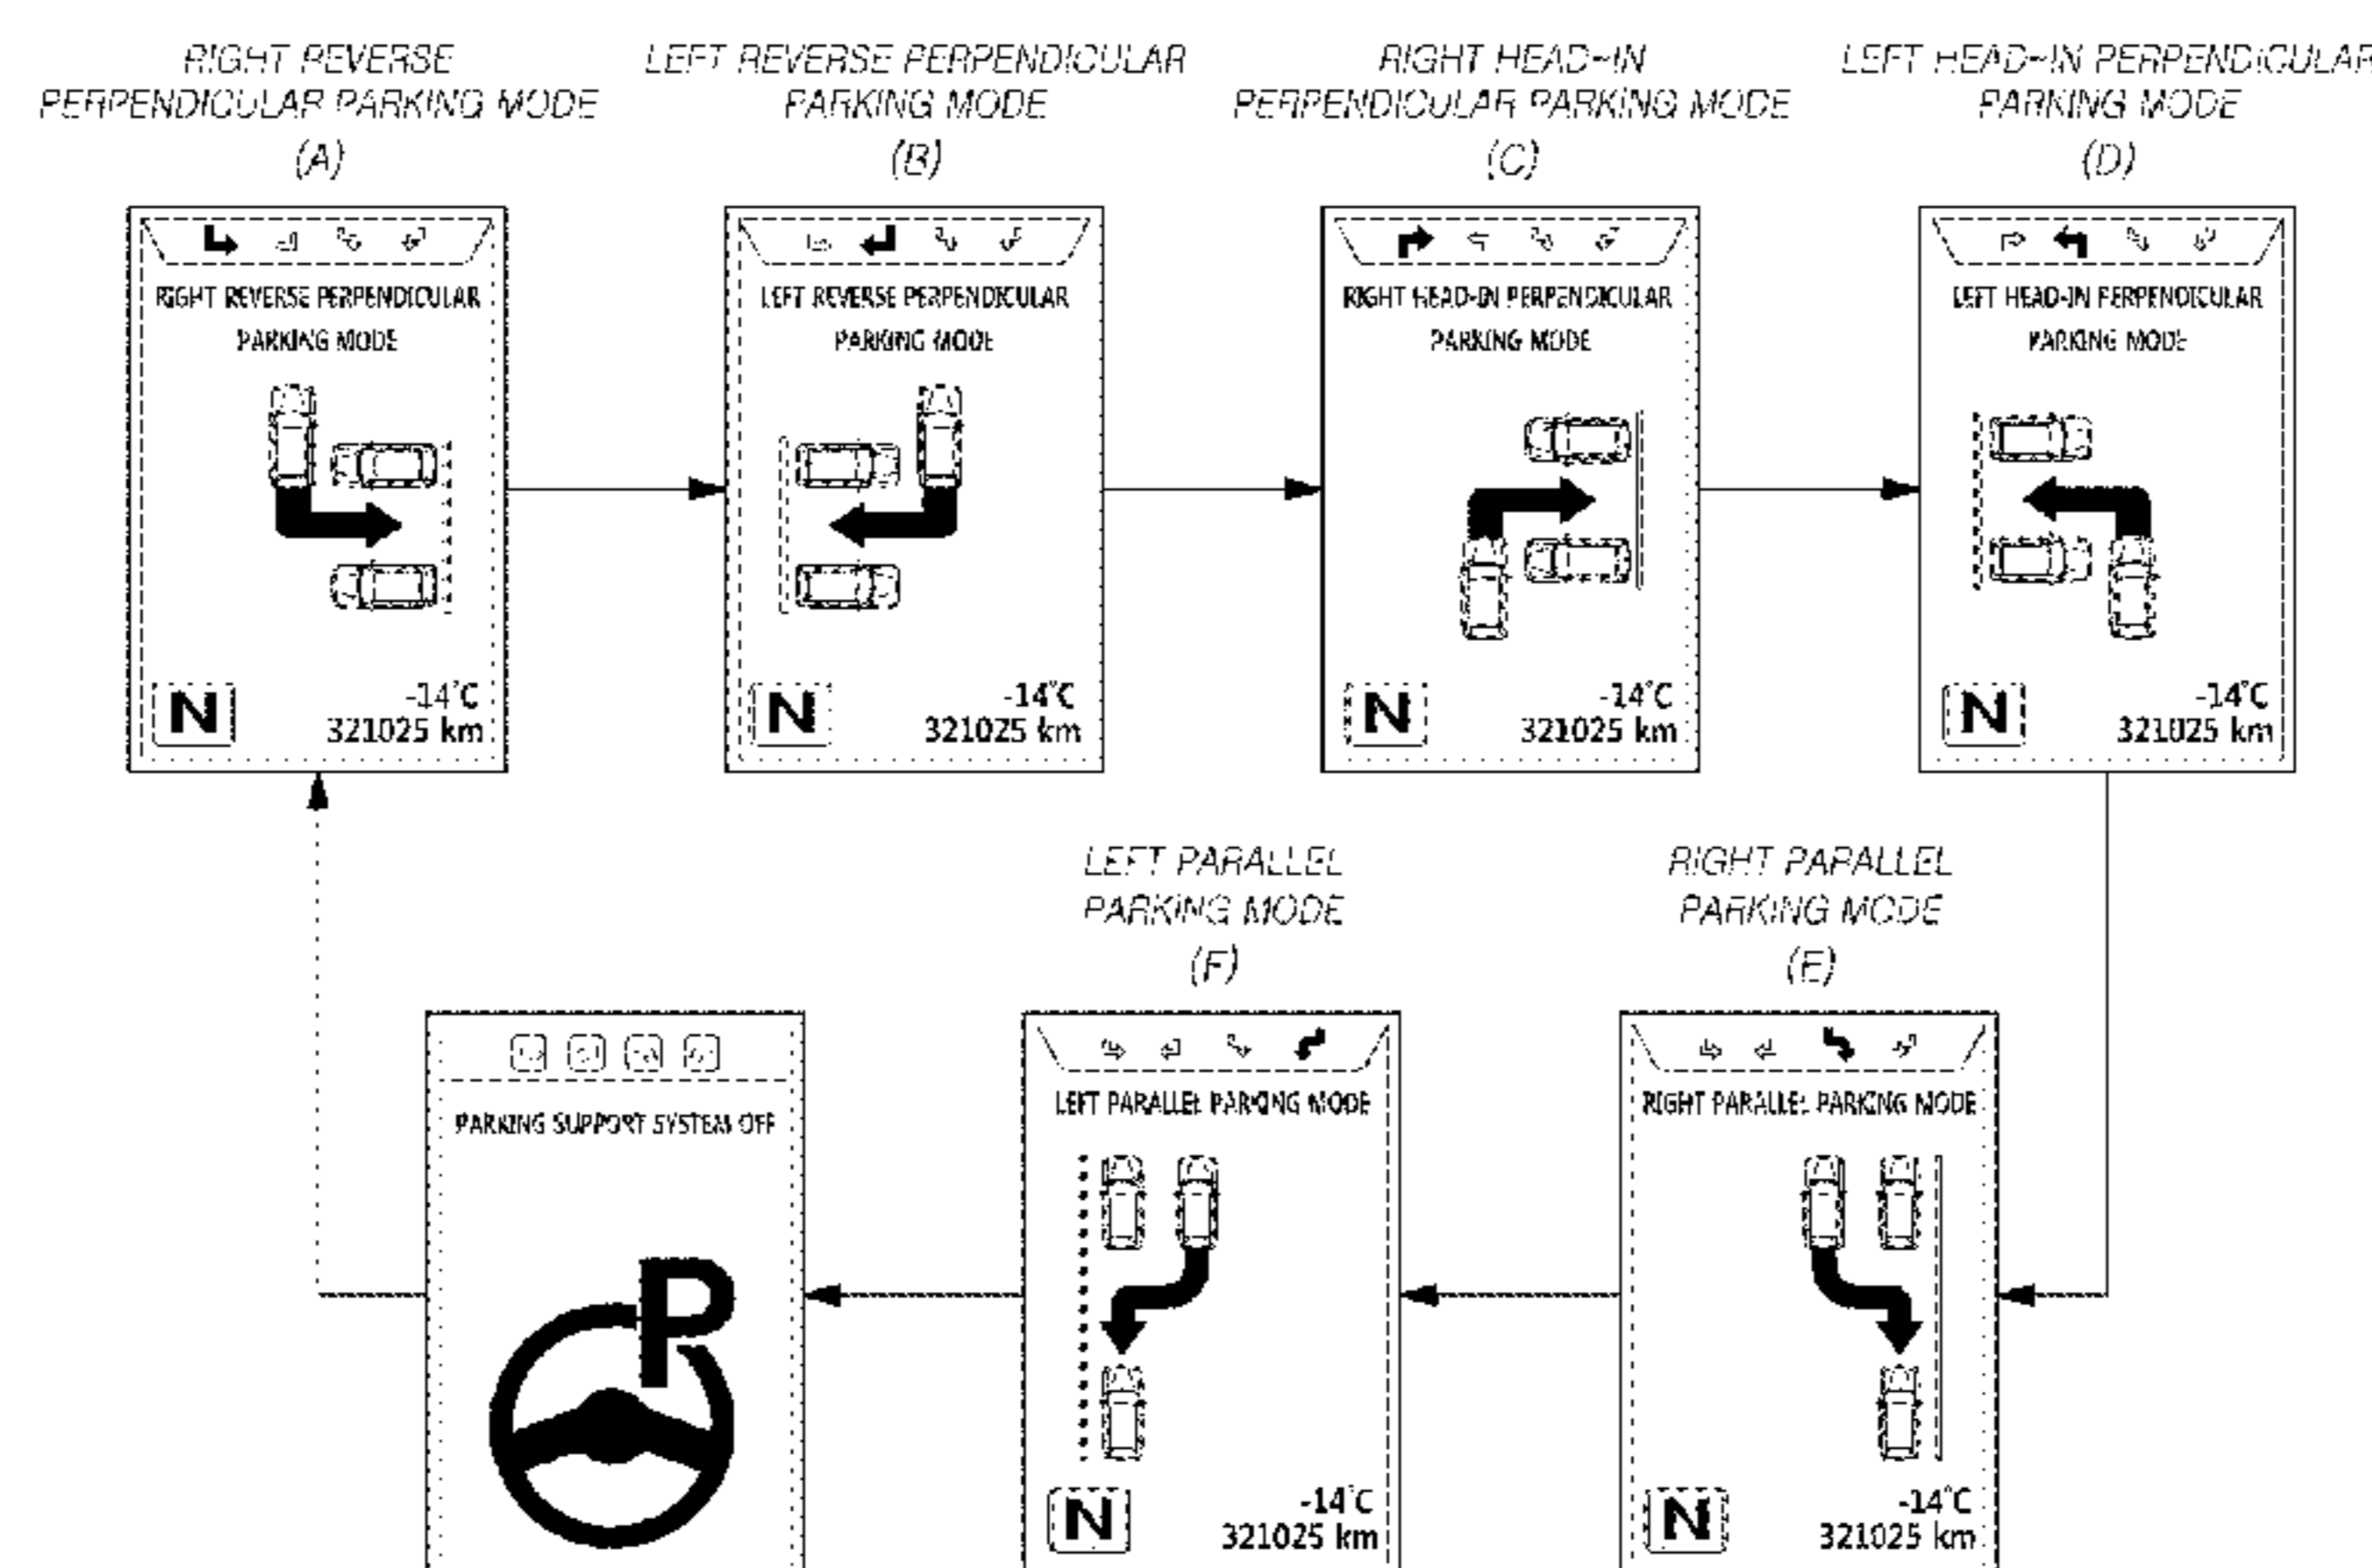 RIGHT REVERSE
PERPENDICULAR PARKING MODE
(A)
LEFT REVERSE PERPENDICULAR
PARKING MODE
(B)
RIGHT HEAD-IN
PERPENDICULAR PARKING MODE
(C)
LEFT HEAD-IN PERPENDICULAR
PARKING MODE
(D)
RIGHT REVERSE PERPENDICULAR
PARKING MODE
N
-14°C
321025 km
LEFT REVERSE PERPENDICULAR
PARKING MODE
N
-14°C
321025 km
RIGHT HEAD-IN PERPENDICULAR
PARKING MODE
N
-14°C
321025 km
LEFT HEAD-IN PERPENDICULAR
PARKING MODE
N
-14°C
321025 km
LEFT PARALLEL
PARKING MODE
(F)
RIGHT PARALLEL
PARKING MODE
(E)
PARKING SUPPORT SYSTEM OFF
P
LEFT PARALLEL PARKING MODE
N
-14°C
321025 km
RIGHT PARALLEL PARKING MODE
N
-14°C
321025 km